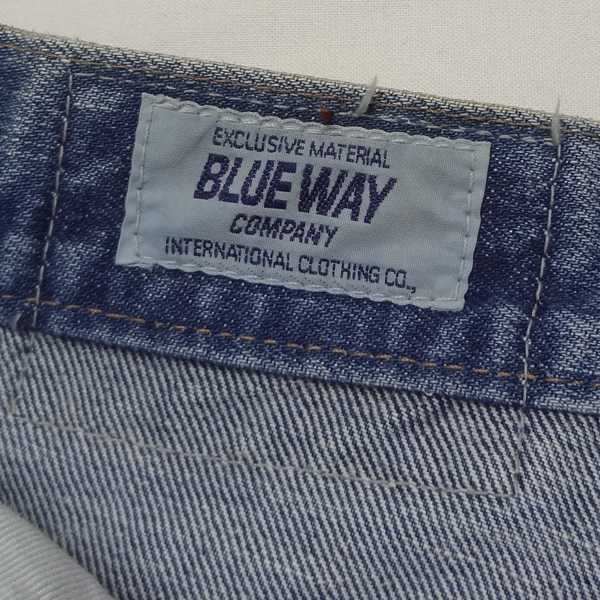 EXCLUSIVE MATERIAL
BLUE WAY
COMPANY
INTERNATIONAL CLOTHING CO.,